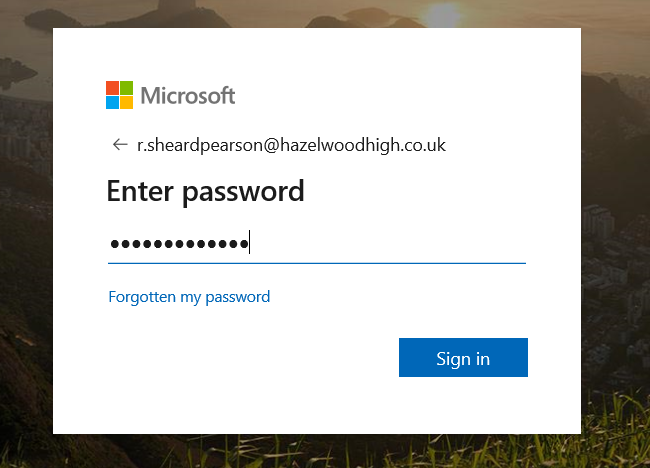 Microsoft
← r.sheardpearson@hazelwoodhigh.co.uk
Enter password
•••••••••••••
Forgotten my password
Sign in